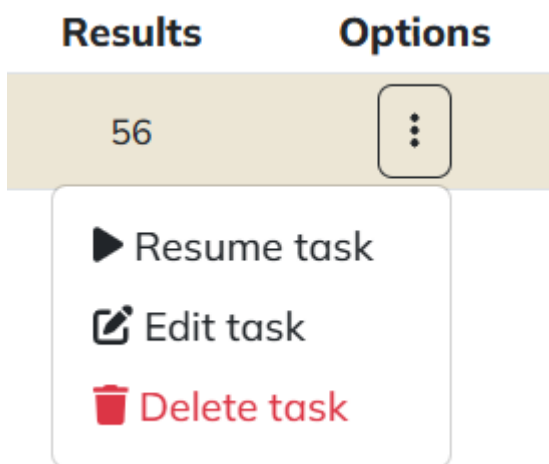 Results Options
56
Resume task
Edit task
Delete task